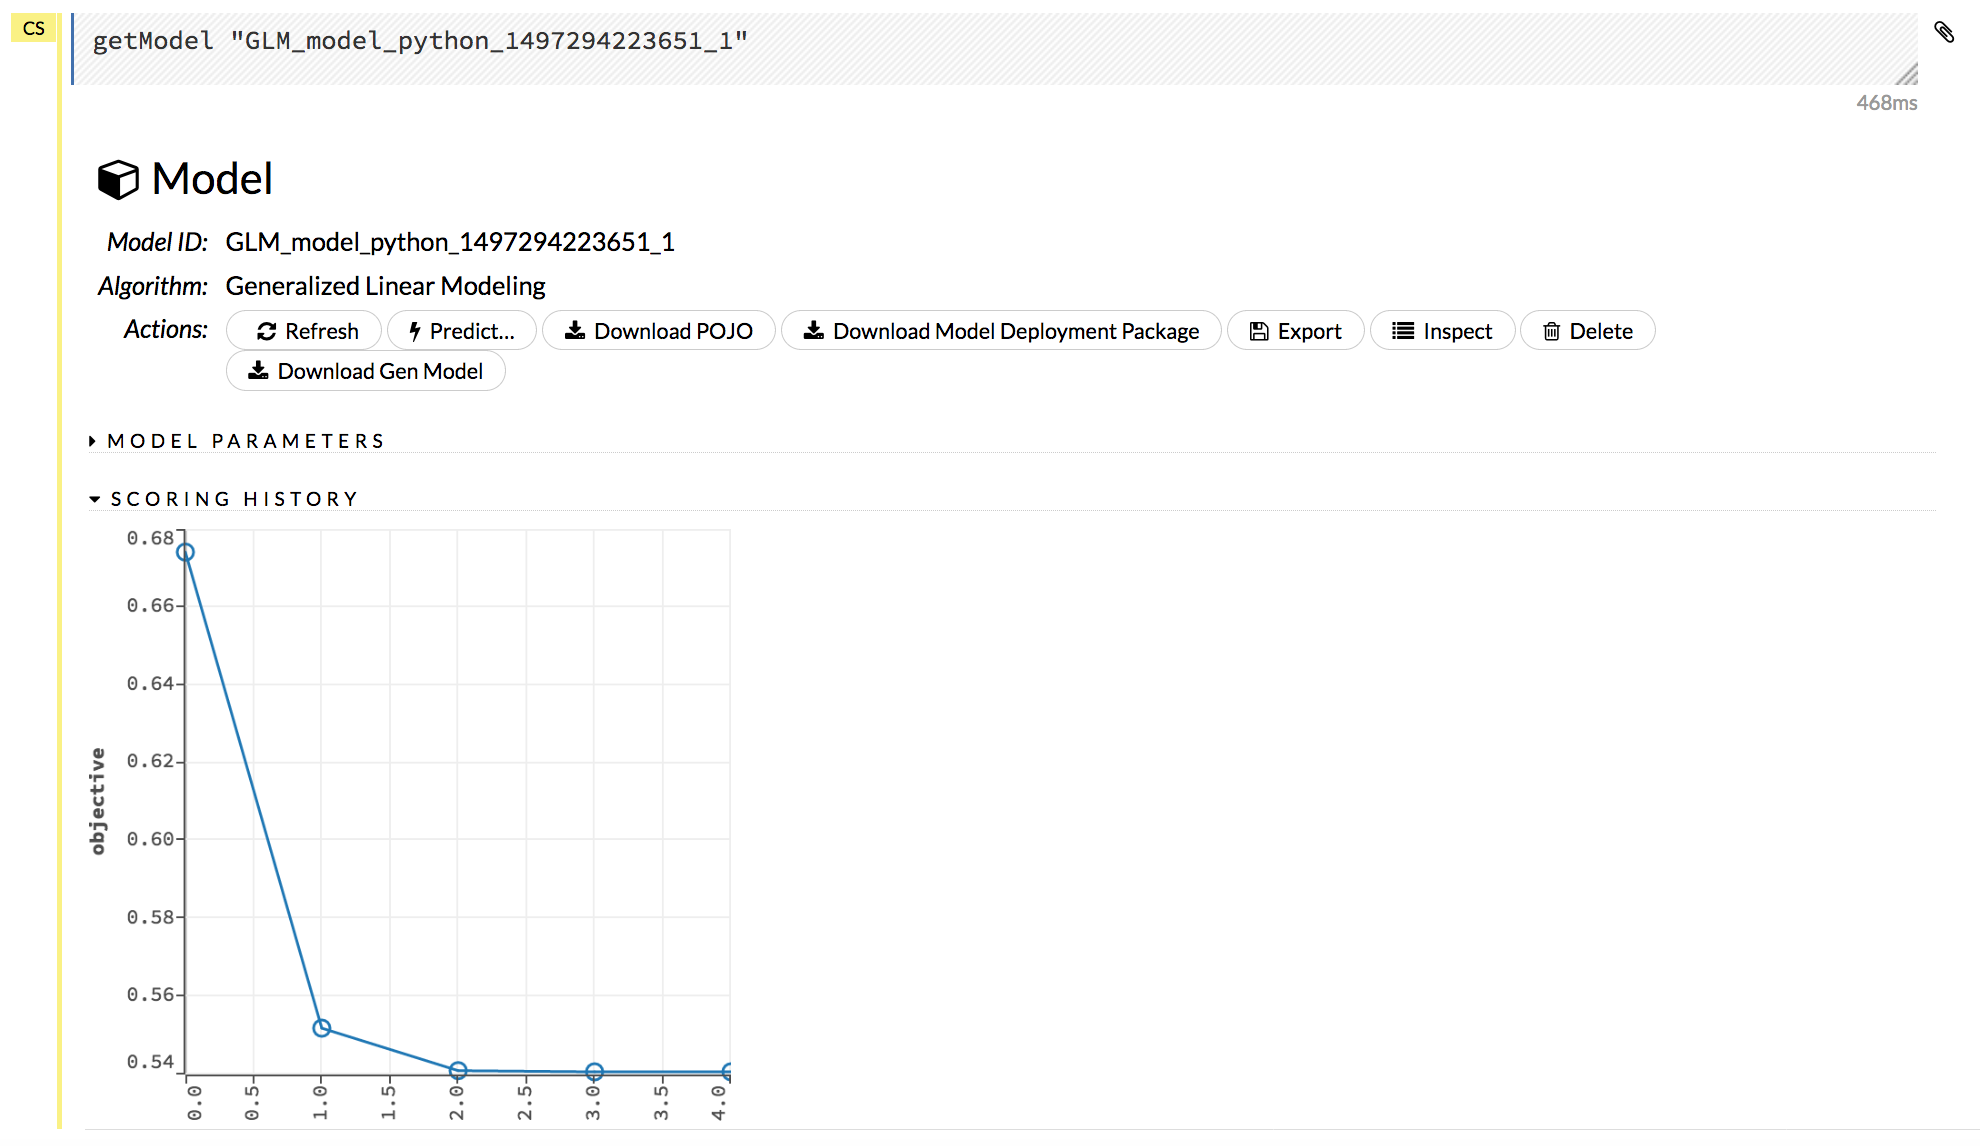 CS
getModel "GLM_model_python_1497294223651_1"
468ms
Model
Model ID: GLM_model_python_1497294223651_1
Algorithm: Generalized Linear Modeling
Actions: Refresh Predict... Download POJO Download Model Deployment Package Export Inspect Delete
Download Gen Model
MODEL PARAMETERS
SCORING HISTORY
0.68
0.66
0.64
0.62
0.60
0.58
0.56
0.54
objective
0.0 0.5 1.0 1.5 2.0 2.5 3.0 3.5 4.0